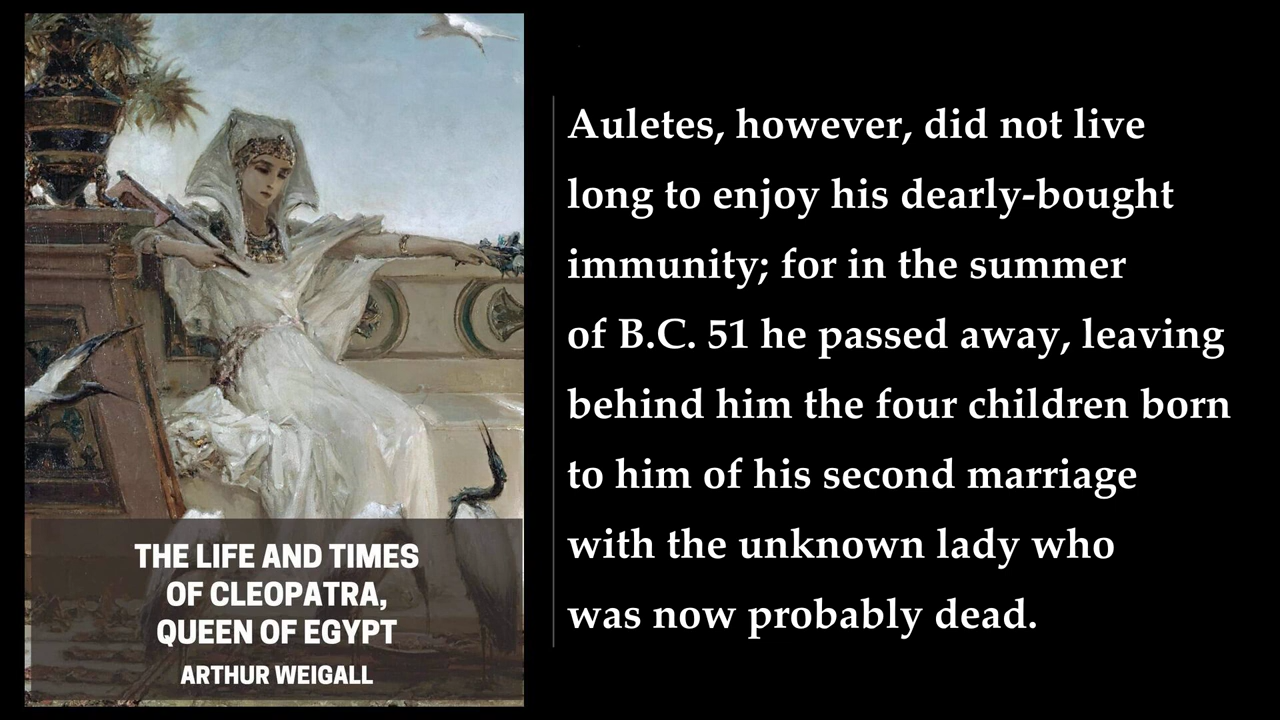 THE LIFE AND TIMES
OF CLEOPATRA,
QUEEN OF EGYPT
ARTHUR WEIGALL
Auletes, however, did not live
long to enjoy his dearly-bought
immunity; for in the summer
of B.C. 51 he passed away, leaving
behind him the four children born
to him of his second marriage
with the unknown lady who
was now probably dead.